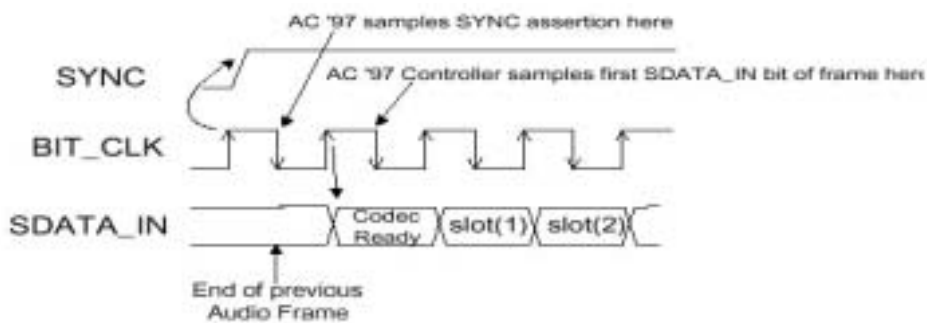 AC '97 samples SYNC assertion here
SYNC
AC '97 Controller samples first SDATA_IN bit of frame here
BIT_CLK
SDATA_IN
Codec
Ready
slot(1)
slot(2)
End of previous
Audio Frame